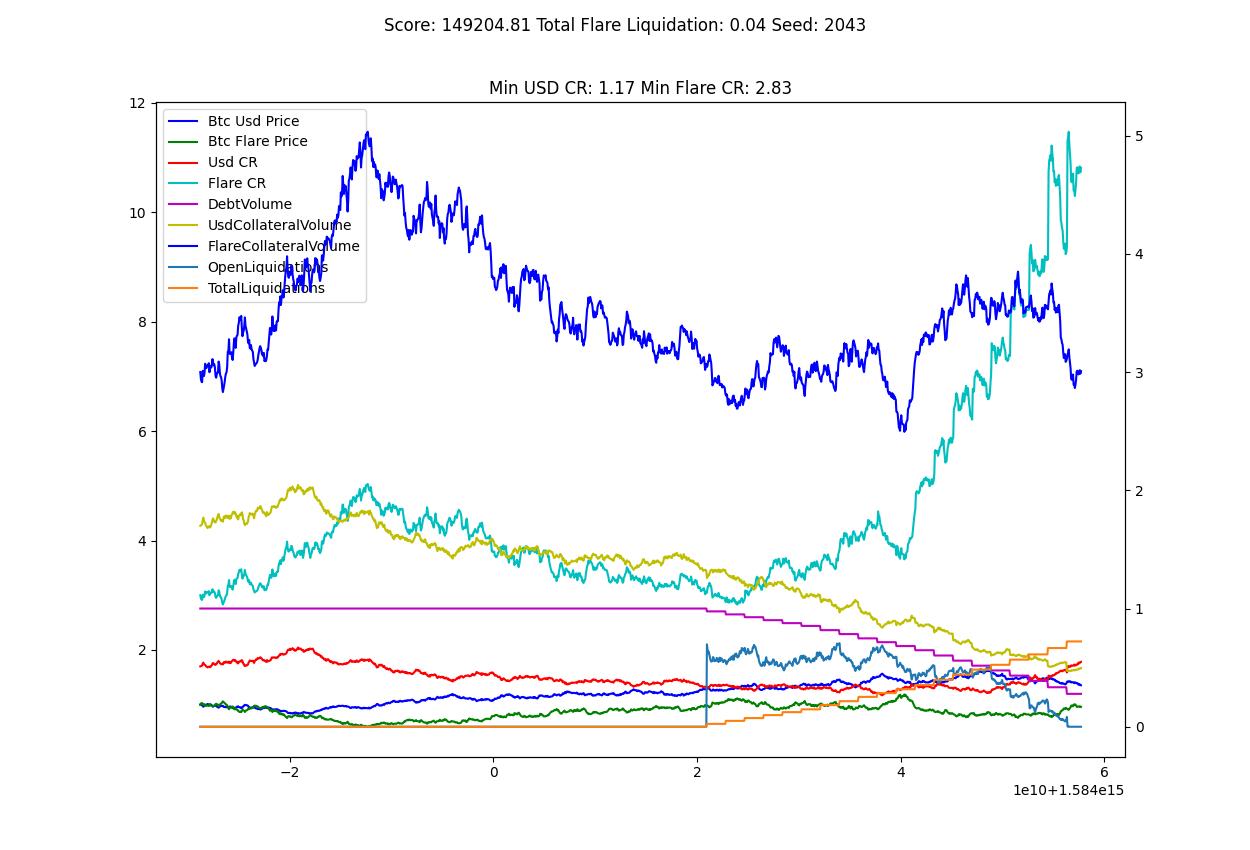 Score: 149204.81 Total Flare Liquidation: 0.04 Seed: 2043
Min USD CR: 1.17 Min Flare CR: 2.83
Btc Usd Price
Btc Flare Price
Usd CR
Flare CR
DebtVolume
UsdCollateralVolume
FlareCollateralVolume
OpenLiquidations
TotalLiquidations
12
10
8
6
4
2
5
4
3
2
1
0
−2
0
2
4
6
1e10+1.584e15